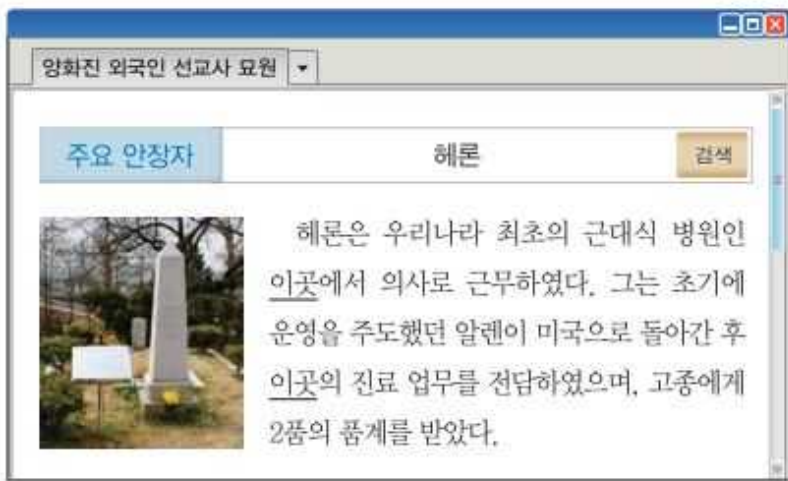 양화진 외국인 선교사 묘원
주요 안장자 헤론 검색
헤론은 우리나라 최초의 근대식 병원인
이곳에서 의사로 근무하였다. 그는 초기에
운영을 주도했던 알렌이 미국으로 돌아간 후
이곳의 진료 업무를 전담하였으며, 고종에게
2품의 품계를 받았다.